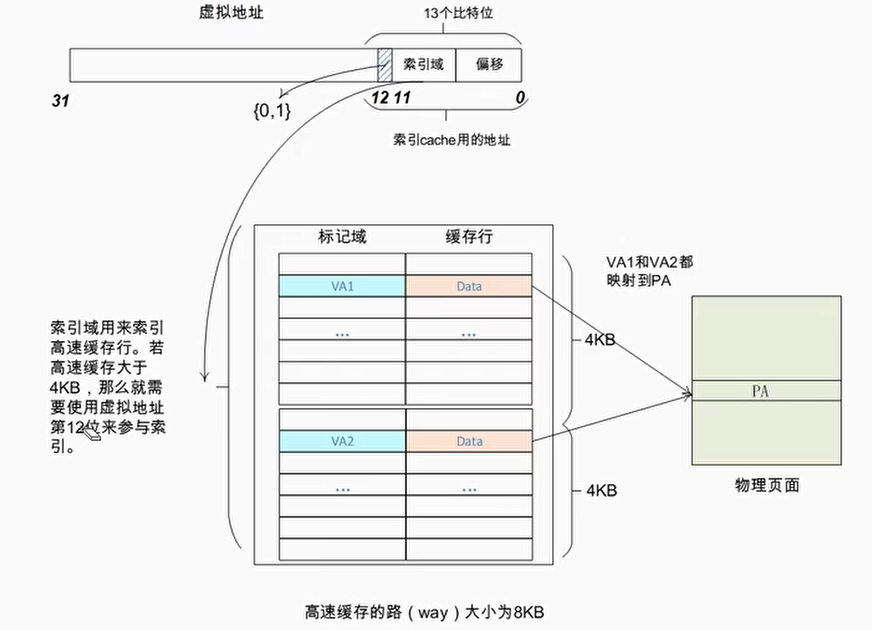 虚拟地址
13个比特位
索引域
偏移
31
{0,1}
12 11
0
索引cache用的地址
标记域
缓存行
VA1
Data
...
...
4KB
VA1和VA2都
映射到PA
索引域用来索引
高速缓存行。若
高速缓存大于
4KB，那么就需
要使用虚拟地址
第12位来参与索
引。
VA2
Data
...
...
4KB
PA
物理页面
高速缓存的路（way）大小为8KB